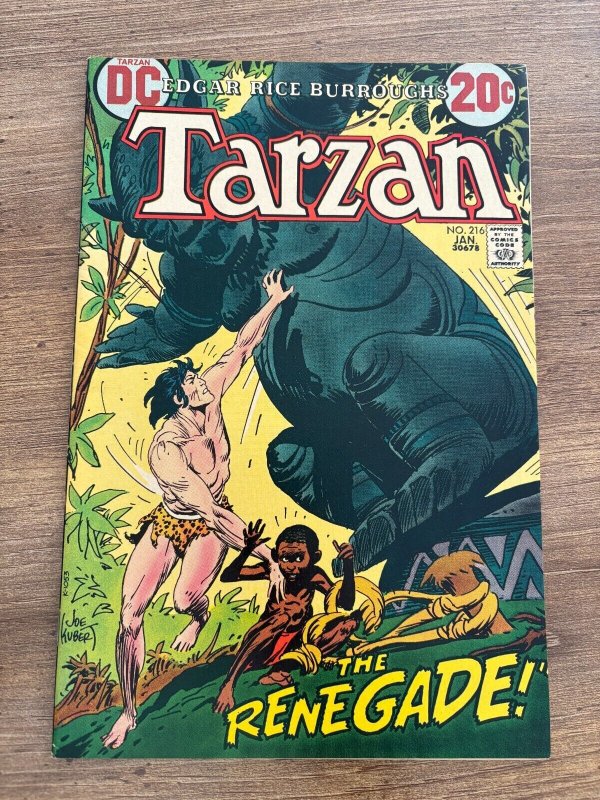 TARZAN
DC
EDGAR RICE BURROUGHS
20¢
Tarzan
NO. 216
JAN.
30678
APPROVED
BY THE
COMICS
CODE
AUTHORITY
K-953
JOE
KUBERT
THE
RENEGADE!